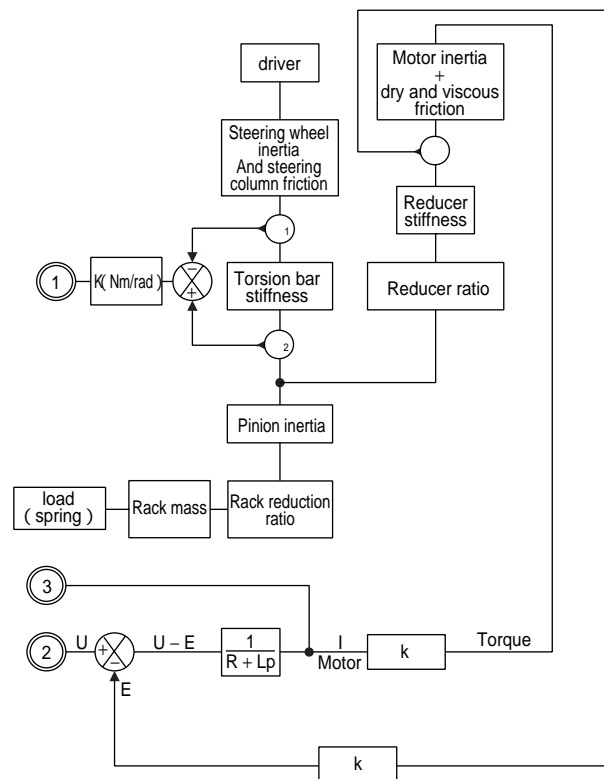 driver
Motor inertia
+
dry and viscous
friction
Steering wheel
inertia
And steering
column friction
Reducer
stiffness
1
1
K( Nm/rad )
−
+
Torsion bar
stiffness
Reducer ratio
2
Pinion inertia
load
( spring )
Rack mass
Rack reduction
ratio
3
2
U
+
−
U − E
1
R + Lp
I
Motor
k
Torque
E
k